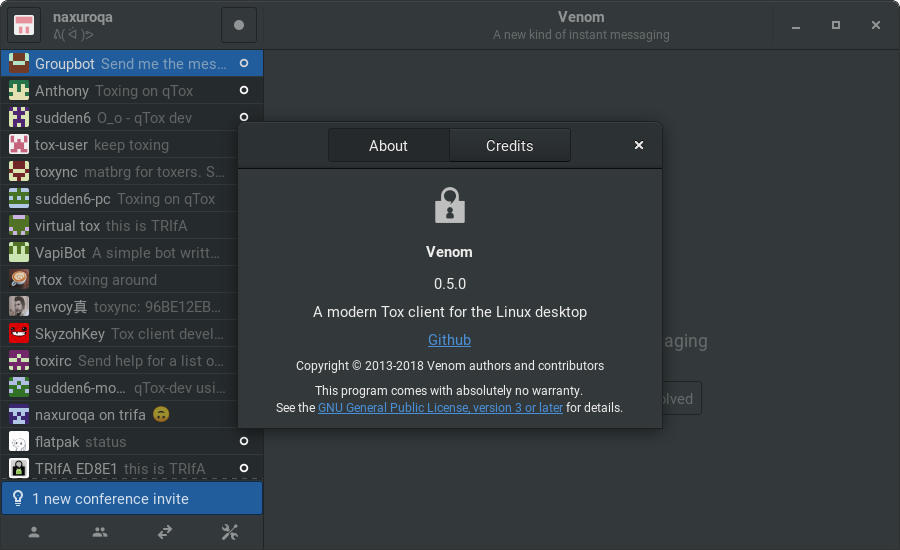 naxuroqa
Venom
A new kind of instant messaging
Groupbot Send me the mes...
Anthony Toxing on qTox
sudden6 O_o - qTox dev
tox-user keep toxing
toxync matbrg for toxers. S...
sudden6-pc Toxing on qTox
virtual tox this is TRIfA
VapiBot A simple bot writt...
vtox toxing around
envoy真 toxync: 96BE12EB...
SkyzohKey Tox client devel...
toxirc Send help for a list o...
sudden6-mo... qTox-dev usi...
naxuroqa on trifa 🙃
flatpak status
TRIfA ED8E1 this is TRIfA
1 new conference invite
About
Credits
Venom
0.5.0
A modern Tox client for the Linux desktop
Github
Copyright © 2013-2018 Venom authors and contributors
This program comes with absolutely no warranty.
See the GNU General Public License, version 3 or later for details.
aging
olved